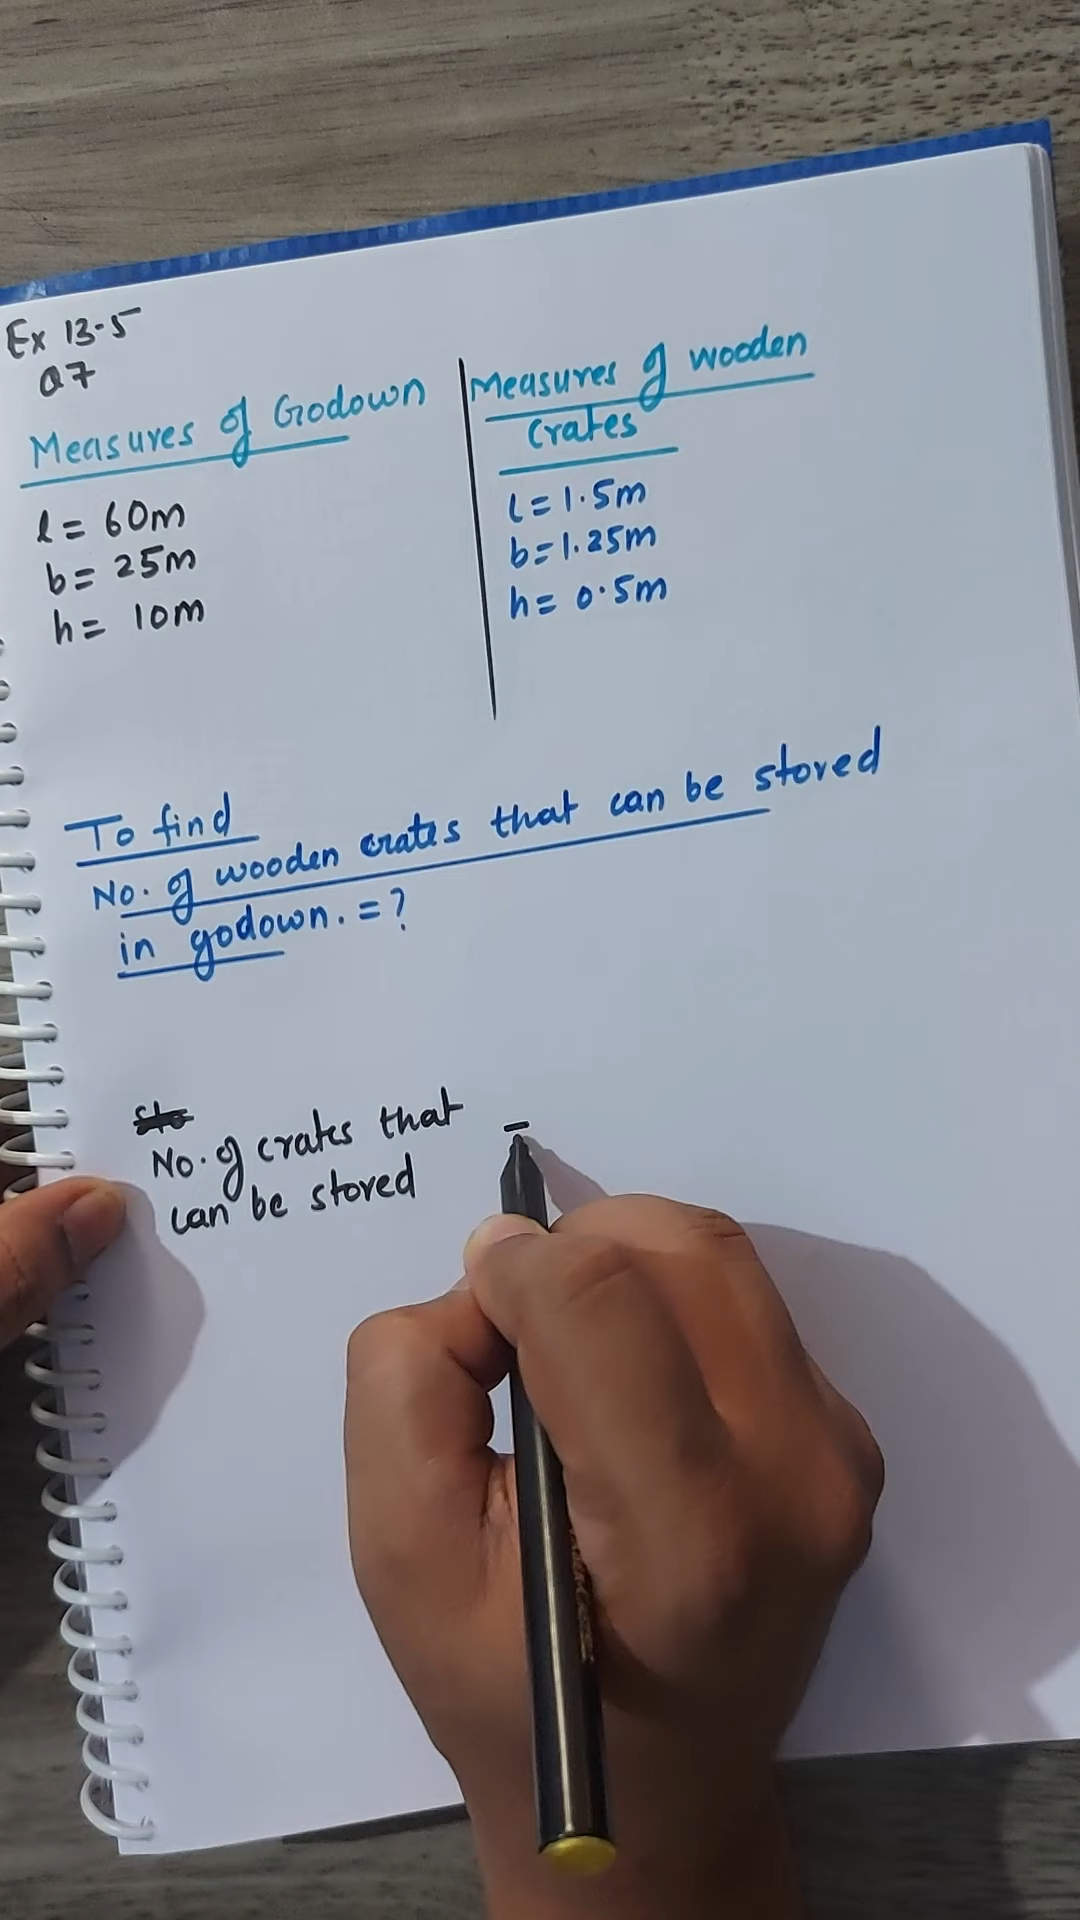 Ex 13.5
Q7
Measures of Godown
l = 60m
b = 25m
h = 10m
Measures of wooden
Crates
l = 1.5m
b = 1.25m
h = 0.5m
To find
No. of wooden crates that can be stored
in godown. = ?
Sto
No. of crates that
can be stored